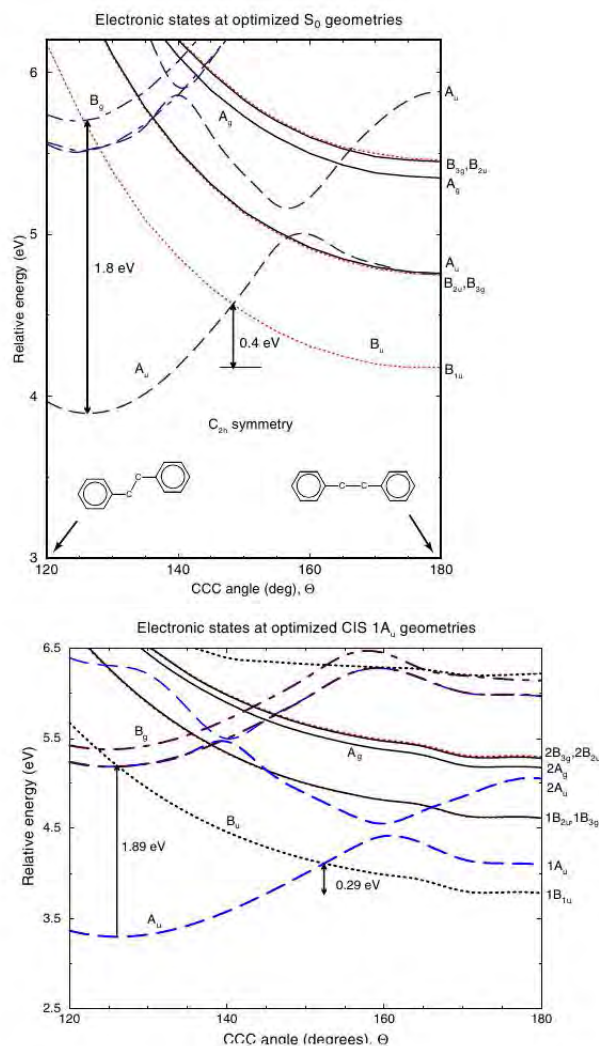 Electronic states at optimized S0 geometries
6
5
4
3
Relative energy (eV)
Bg
Ag
Au
1.8 eV
Au
0.4 eV
Bu
C2h symmetry
Au
B3g,B2u
Ag
Au
B2u,B3g
B1u
C
C
C C
120 140 160 180
CCC angle (deg), Θ
Electronic states at optimized CIS 1Au geometries
6.5
5.5
4.5
3.5
2.5
Relative energy (eV)
Bg
Ag
Bu
1.89 eV
0.29 eV
Au
2B3g,2B2u
2Ag
2Au
1B2u,1B3g
1Au
1B1u
120 140 160 180
CCC angle (degrees), Θ